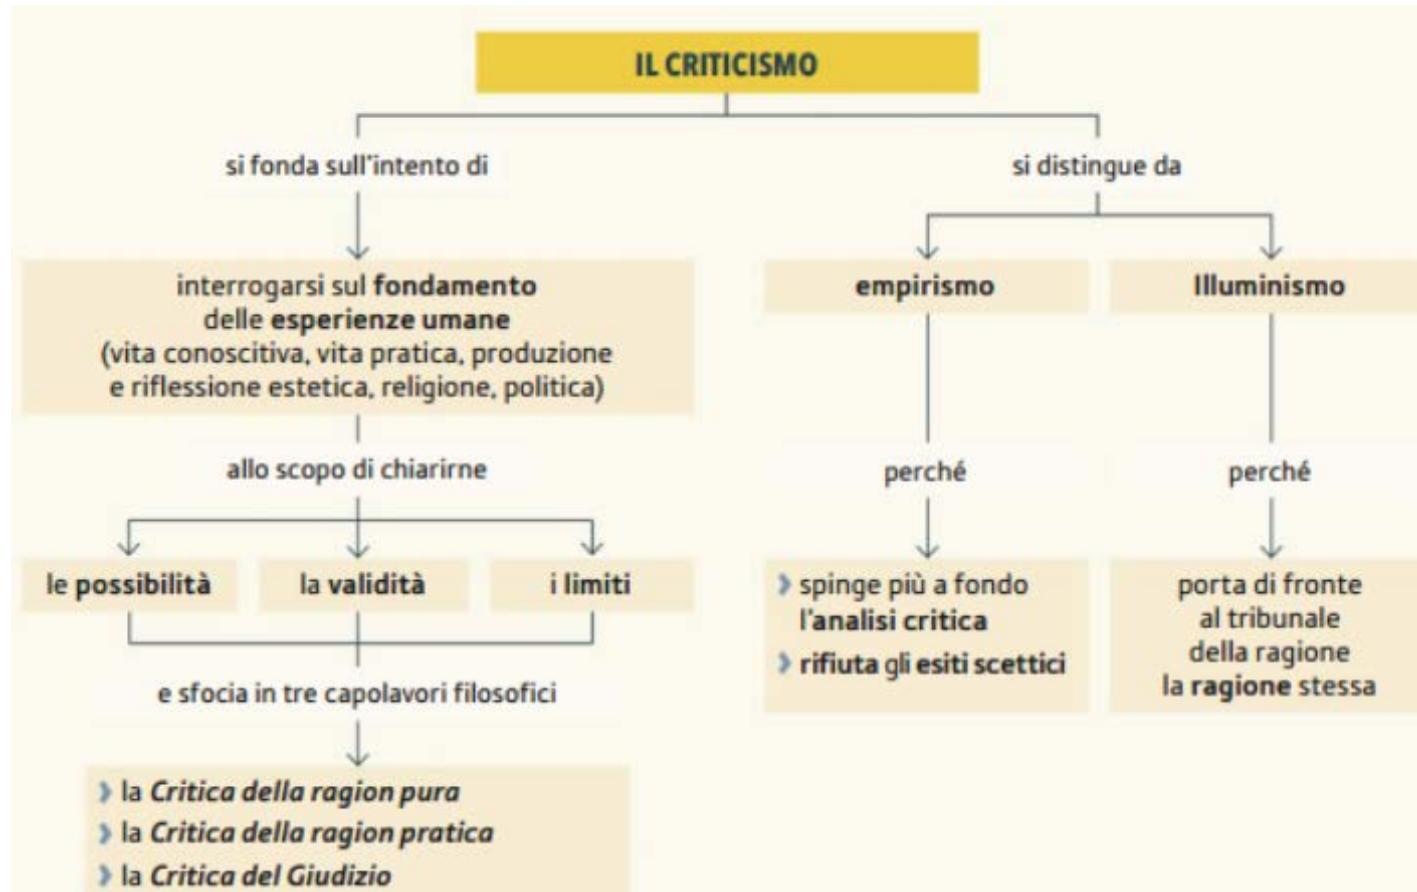 IL CRITICISMO
si fonda sull'intento di
interrogarsi sul fondamento
delle esperienze umane
(vita conoscitiva, vita pratica, produzione
e riflessione estetica, religione, politica)
allo scopo di chiarirne
le possibilità
la validità
i limiti
e sfocia in tre capolavori filosofici
❯ la Critica della ragion pura
❯ la Critica della ragion pratica
❯ la Critica del Giudizio
si distingue da
empirismo
perché
❯ spinge più a fondo
l'analisi critica
❯ rifiuta gli esiti scettici
Illuminismo
perché
porta di fronte
al tribunale
della ragione
la ragione stessa